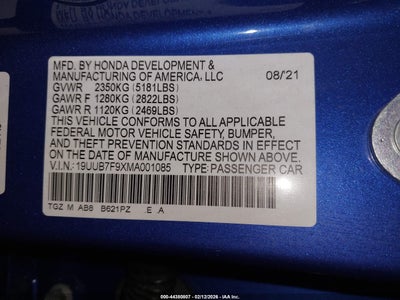 MFD. BY HONDA DEVELOPMENT &
MANUFACTURING OF AMERICA, LLC 08/21
GVWR 2350KG (5181LBS)
GAWR F 1280KG (2822LBS)
GAWR R 1120KG (2469LBS)
THIS VEHICLE CONFORMS TO ALL APPLICABLE
FEDERAL MOTOR VEHICLE SAFETY, BUMPER,
AND THEFT PREVENTION STANDARDS IN EFFECT
ON THE DATE OF MANUFACTURE SHOWN ABOVE.
V.I.N.: 19UUB7F9XMA001085 TYPE: PASSENGER CAR
TGZ M AB8 B621PZ .E .A
000-44380807 - 02/12/2026 - IAA Inc.